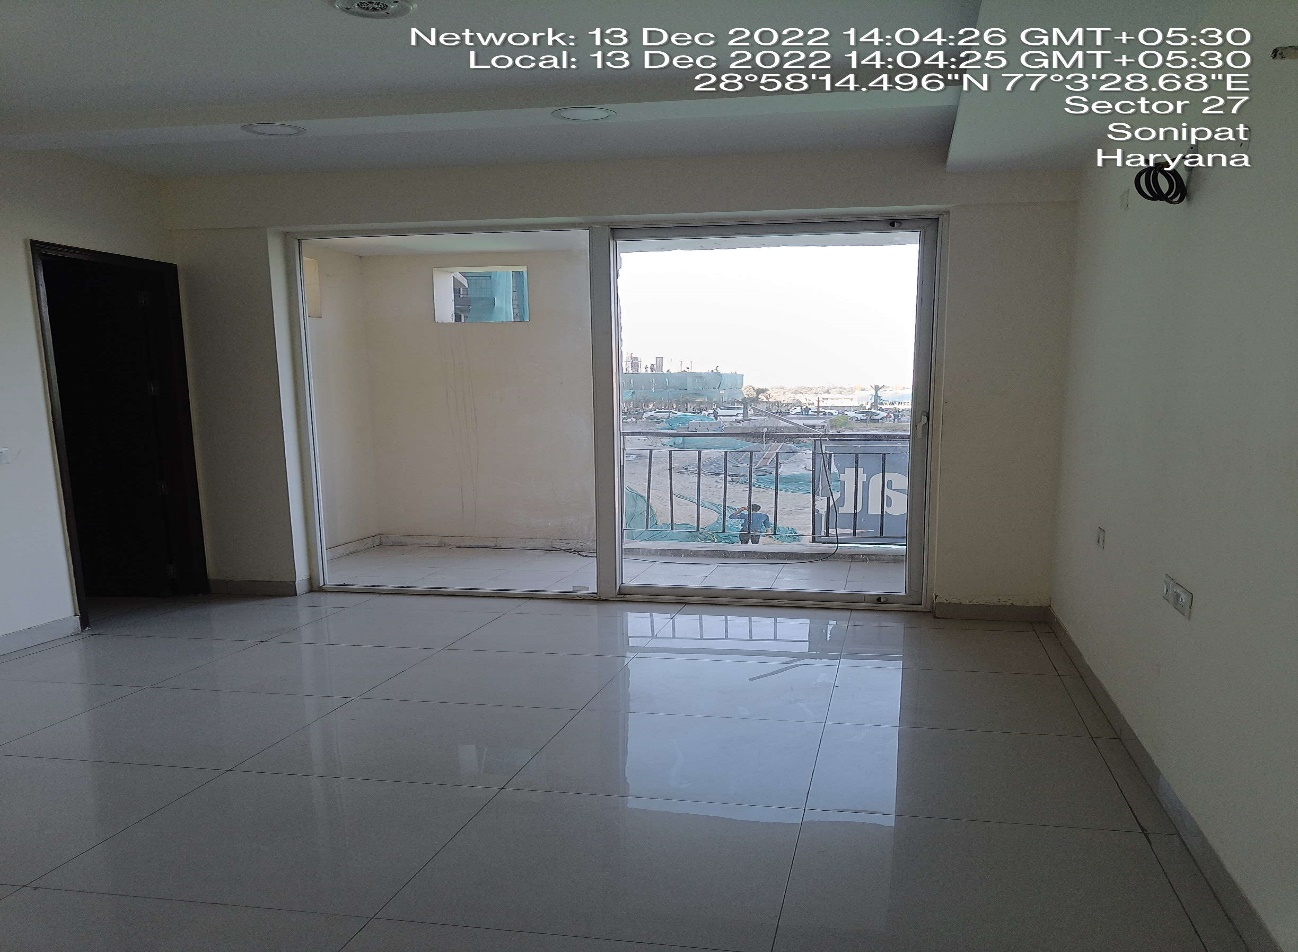 Network: 13 Dec 2022 14:04:26 GMT+05:30
Local: 13 Dec 2022 14:04:25 GMT+05:30
28°58'14.496"N 77°3'28.68"E
Sector 27
Sonipat
Haryana
at